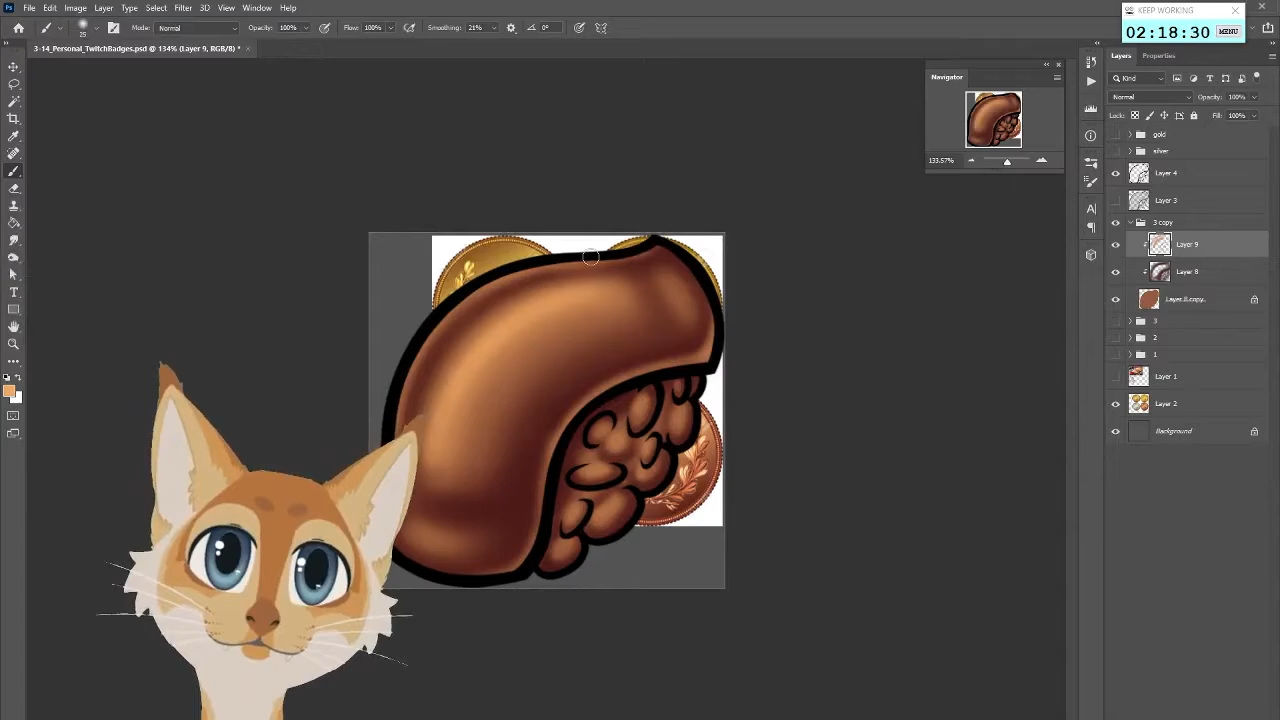 Ps File Edit Image Layer Type Select Filter 3D View Window Help
KEEP WORKING
02:18:30 MENU
25 Mode: Normal Opacity: 100% Flow: 100% Smoothing: 21% 0°
3-14_Personal_TwitchBadges.psd @ 134% (Layer 9, RGB/8) *
Navigator
133.57%
Layers Properties
Kind
Normal Opacity: 100%
Lock: Fill: 100%
gold
silver
Layer 4
Layer 3
3 copy
Layer 9
Layer 8
Layer 8 copy
3
2
1
Layer 1
Layer 2
Background